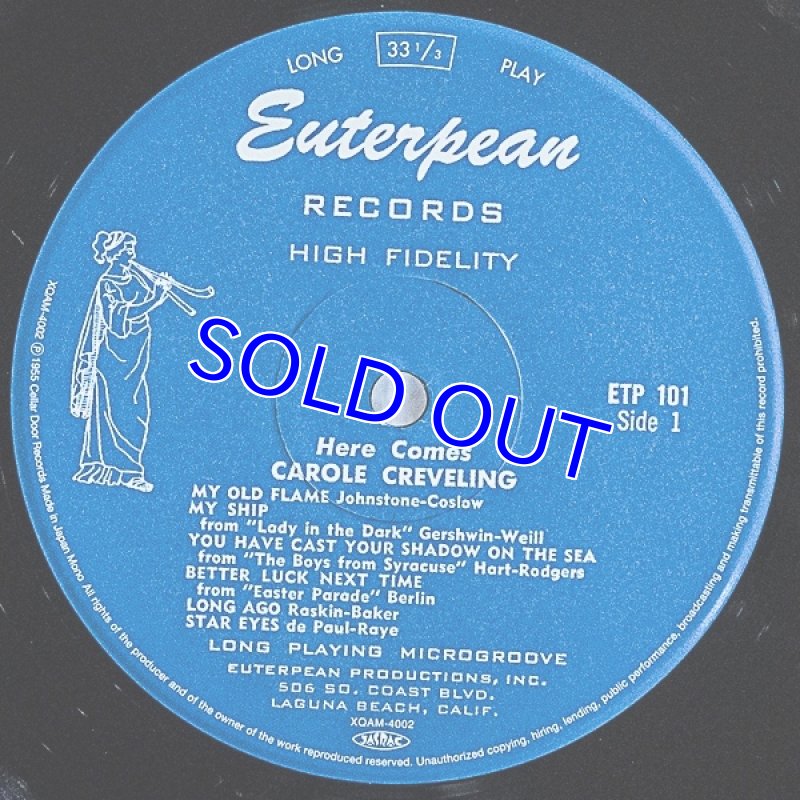 LONG 33 1/3 PLAY
Euterpean
RECORDS
HIGH FIDELITY
SOLD OUT
ETP 101
Side 1
Here Comes
CAROLE CREVELING
MY OLD FLAME Johnstone-Coslow
MY SHIP
from "Lady in the Dark" Gershwin-Weill
YOU HAVE CAST YOUR SHADOW ON THE SEA
from "The Boys from Syracuse" Hart-Rodgers
BETTER LUCK NEXT TIME
from "Easter Parade" Berlin
LONG AGO Raskin-Baker
STAR EYES de Paul-Raye
LONG PLAYING MICROGROOVE
EUTERPEAN PRODUCTIONS, INC.
506 SO. COAST BLVD.
LAGUNA BEACH, CALIF.
XQAM-4002
JASRAC
XQAM-4002 Ⓟ 1955 Cellar Door Records Made in Japan Mono All rights of the producer and of the owner of the work reproduced reserved. Unauthorized copying, hiring, lending, public performance, broadcasting and making transmittable of this record prohibited.